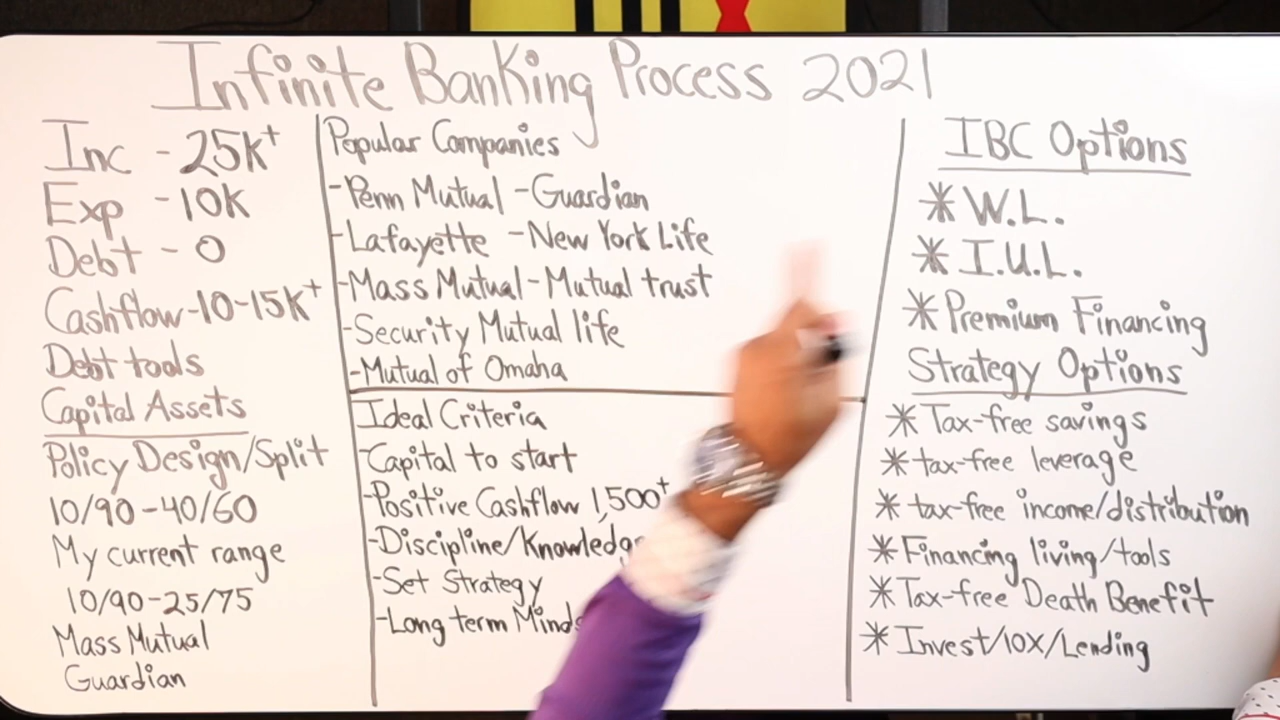 Infinite Banking Process 2021
Inc - 25K+
Exp - 10K
Debt - 0
Cashflow-10-15K+
Debt tools
Capital Assets
Policy Design/Split
10/90-40/60
My current range
10/90-25/75
Mass Mutual
Guardian
Popular Companies
-Penn Mutual -Guardian
-Lafayette -New York Life
-Mass Mutual-Mutual trust
-Security Mutual life
-Mutual of Omaha
Ideal Criteria
-Capital to start
-Positive Cashflow 1,500+
-Discipline/Knowledg
-Set Strategy
-Long term Minds
IBC Options
* W.L.
* I.U.L.
* Premium Financing
Strategy Options
* Tax-free savings
* tax-free leverage
* tax-free income/distribution
* Financing living/tools
* Tax-free Death Benefit
* Invest/10X/Lending